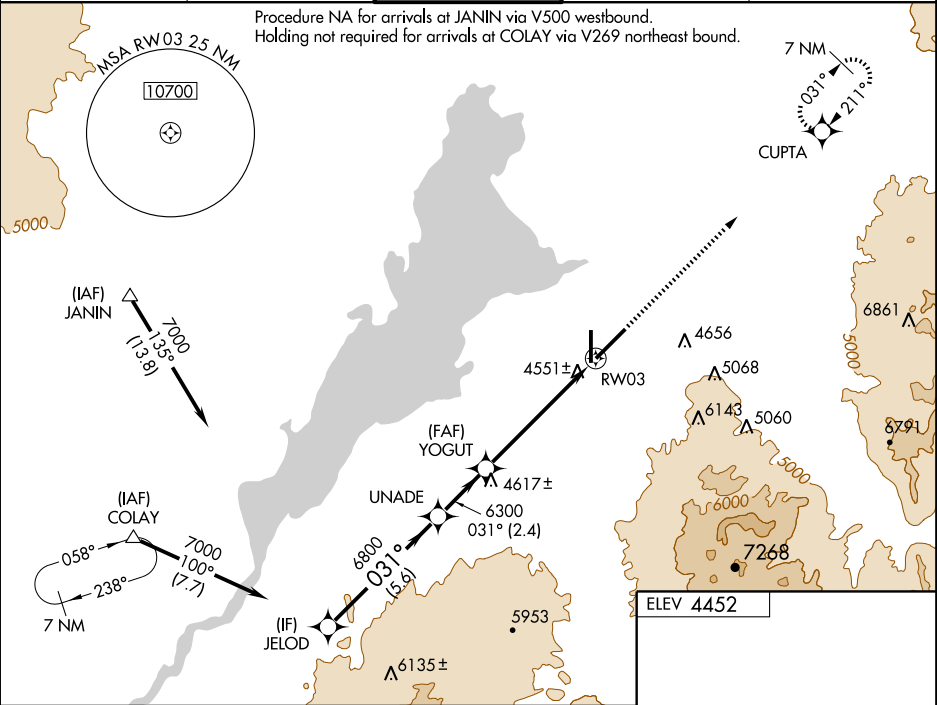 Procedure NA for arrivals at JANIN via V500 westbound.
Holding not required for arrivals at COLAY via V269 northeast bound.
MSA RW03 25 NM
10700
7 NM
031°
211°
CUPTA
5000
(IAF)
JANIN
7000
135°
(13.8)
6861
5000
4656
4551±
RW03
5068
6143
5060
6791
(FAF)
YOGUT
4617±
5000
UNADE
6300
031° (2.4)
6000
(IAF)
COLAY
058°
238°
7 NM
7000
100°
(7.7)
6800
031°
(5.6)
7268
(IF)
JELOD
5953
6135±
ELEV 4452